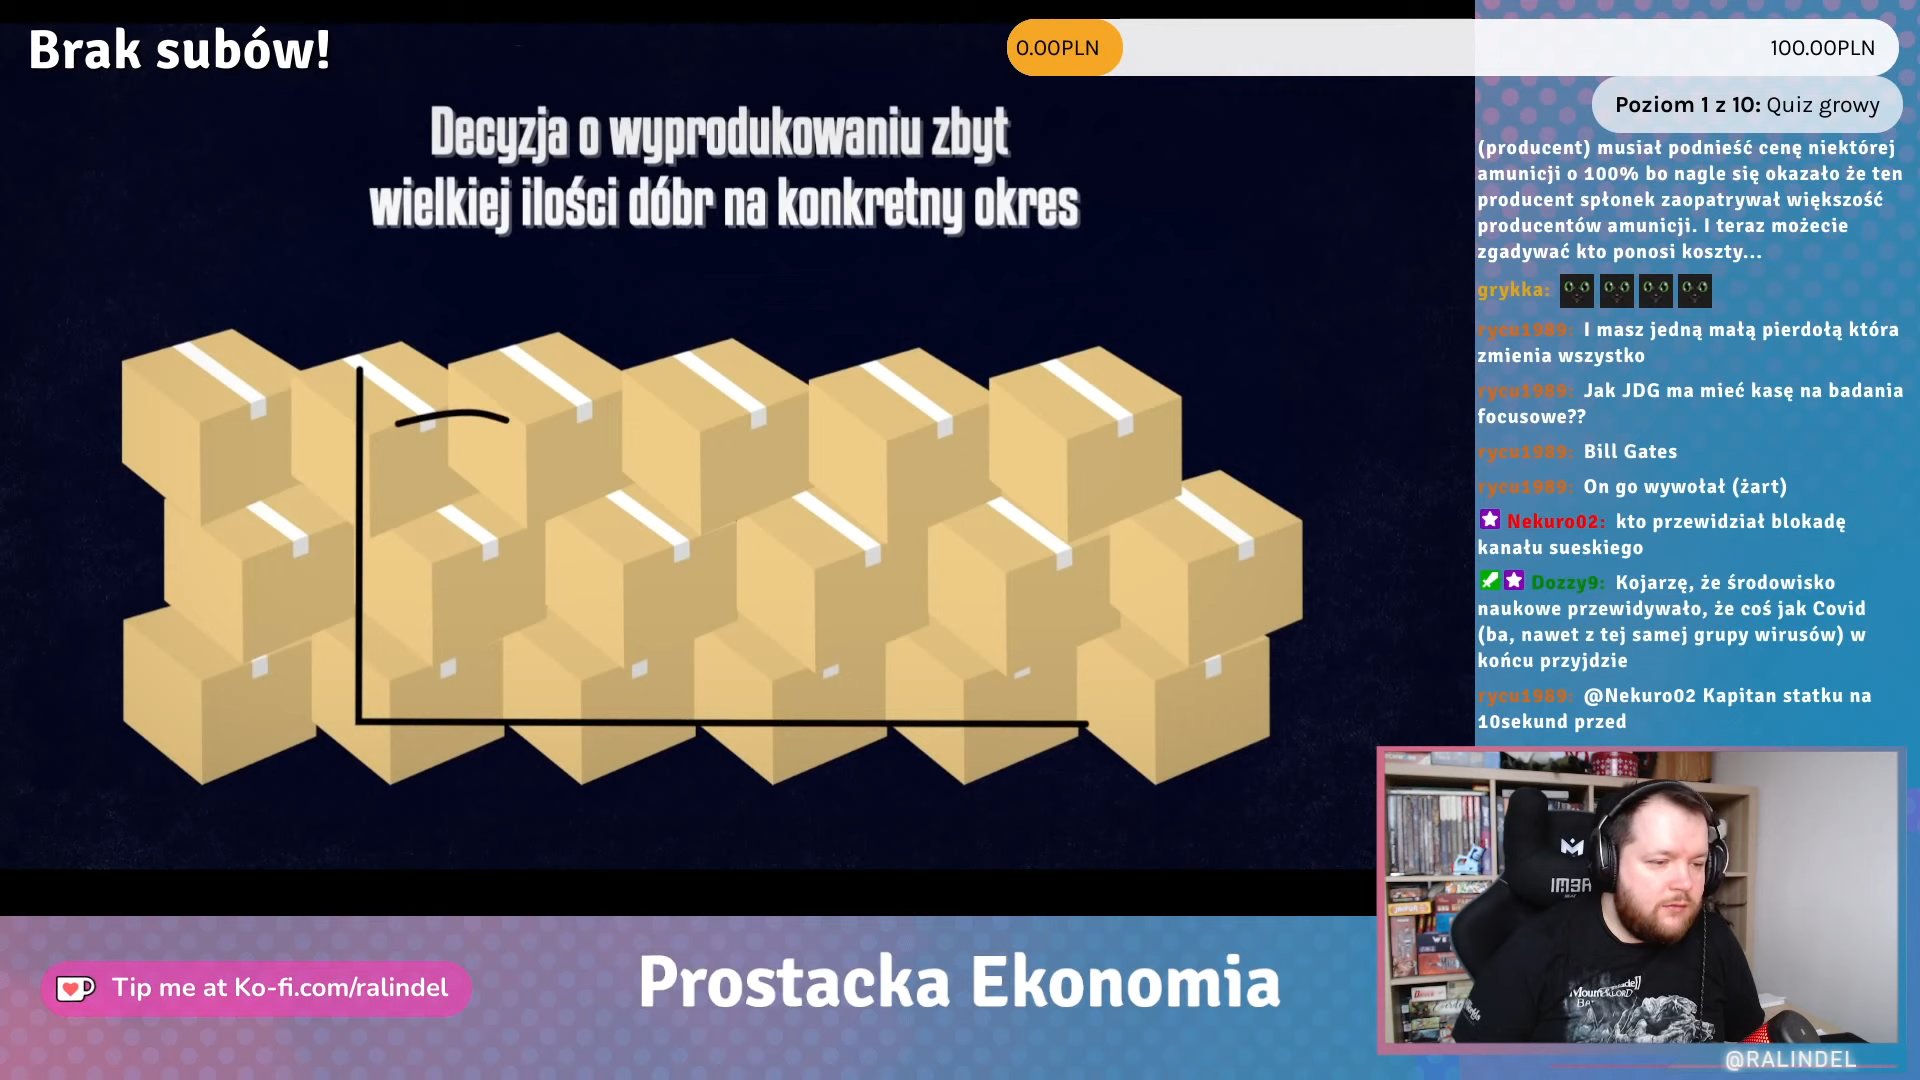 Brak subów!
0.00PLN
100.00PLN
Poziom 1 z 10: Quiz growy
Decyzja o wyprodukowaniu zbyt
wielkiej ilości dóbr na konkretny okres
(producent) musiał podnieść cenę niektórej
amunicji o 100% bo nagle się okazało że ten
producent spłonek zaopatrywał większość
producentów amunicji. I teraz możecie
zgadywać kto ponosi koszty...
grykka:
rycu1989: I masz jedną małą pierdołą która
zmienia wszystko
rycu1989: Jak JDG ma mieć kasę na badania
focusowe??
rycu1989: Bill Gates
rycu1989: On go wywołał (żart)
Nekuro02: kto przewidział blokadę
kanału sueskiego
Dozzy9: Kojarzę, że środowisko
naukowe przewidywało, że coś jak Covid
(ba, nawet z tej samej grupy wirusów) w
końcu przyjdzie
rycu1989: @Nekuro02 Kapitan statku na
10sekund przed
Tip me at Ko-fi.com/ralindel
Prostacka Ekonomia
@RALINDEL